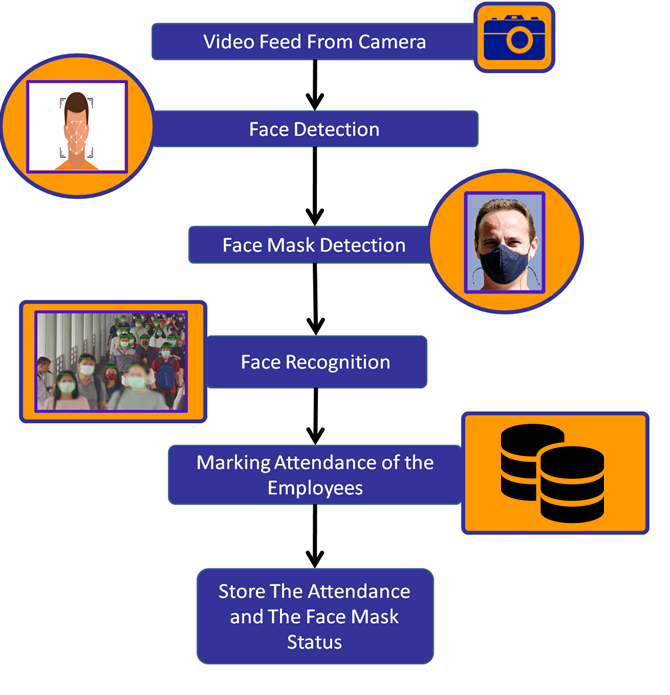 Video Feed From Camera
Face Detection
Face Mask Detection
Face Recognition
Marking Attendance of the
Employees
Store The Attendance
and The Face Mask
Status